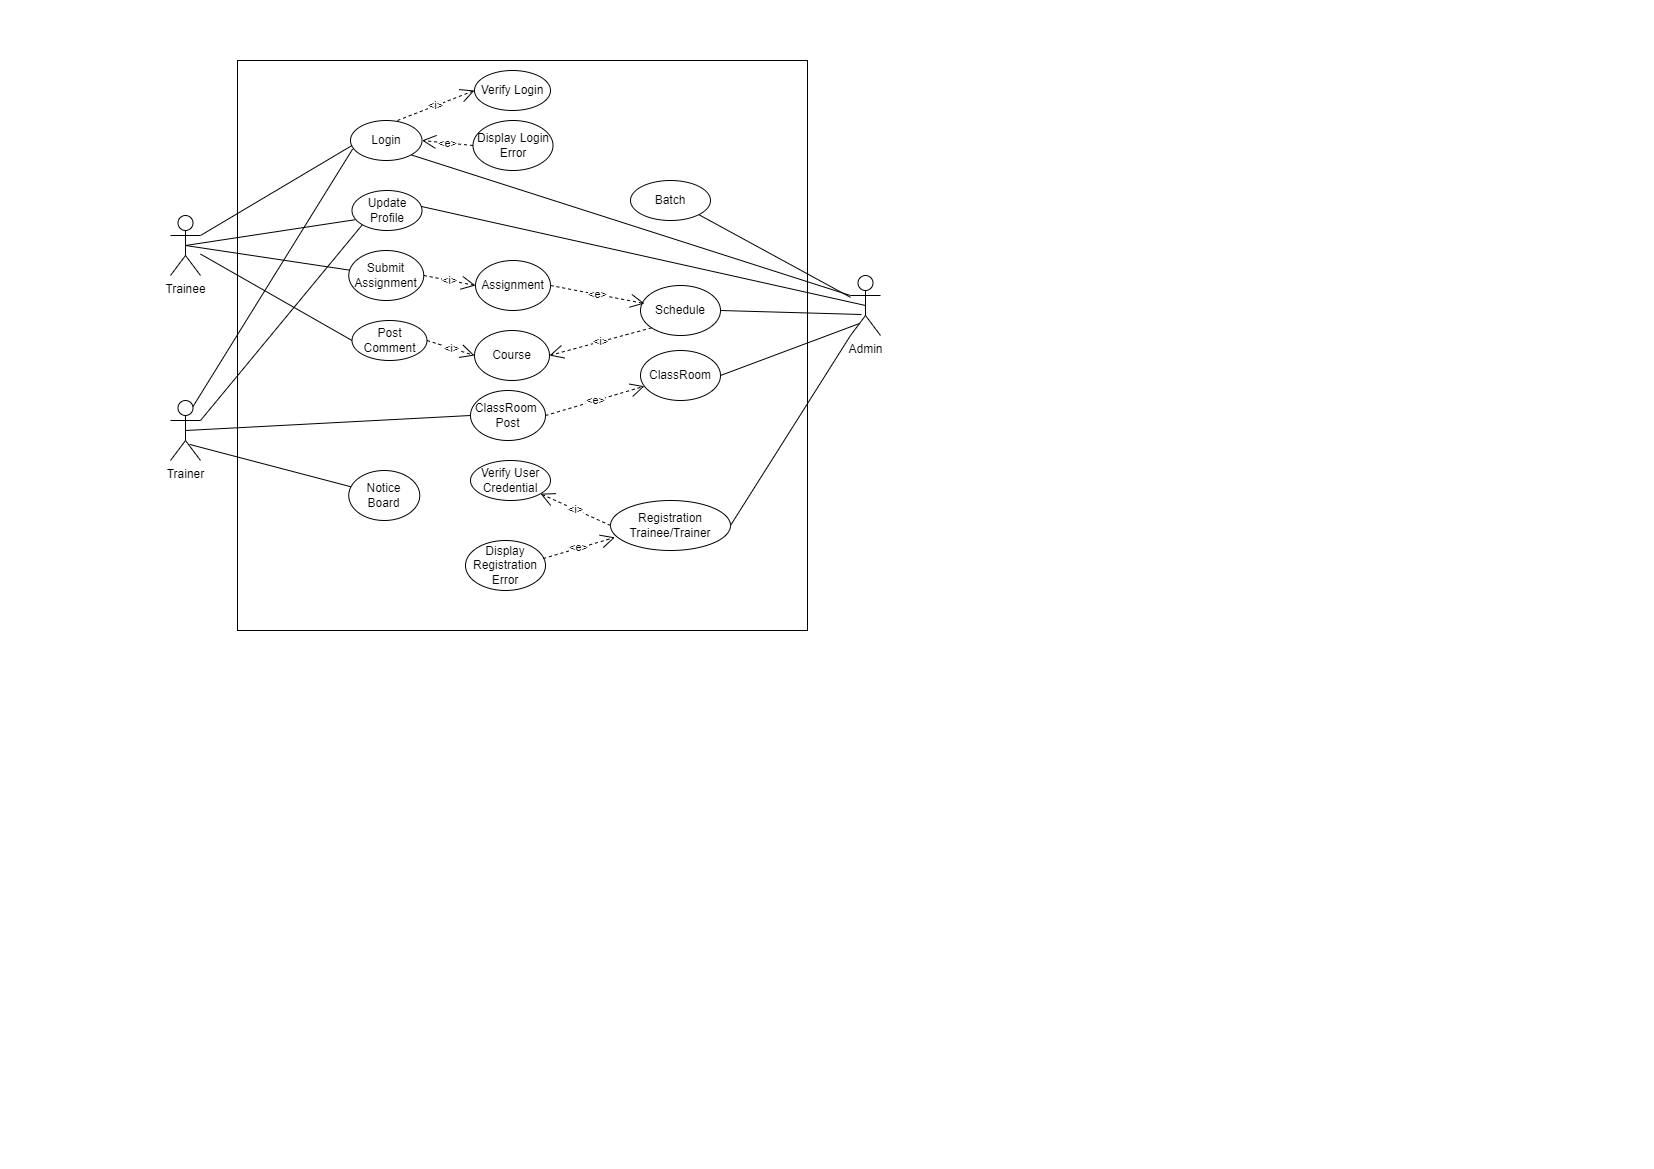 Verify Login
<i>
Login
Display Login
Error
<e>
Batch
Update
Profile
Trainee
Submit
Assignment
<i>
Assignment
<e>
Schedule
Admin
Post
Comment
<i>
Course
<i>
ClassRoom
<e>
ClassRoom
Post
Trainer
Notice
Board
Verify User
Credential
<i>
Registration
Trainee/Trainer
<e>
Display
Registration
Error